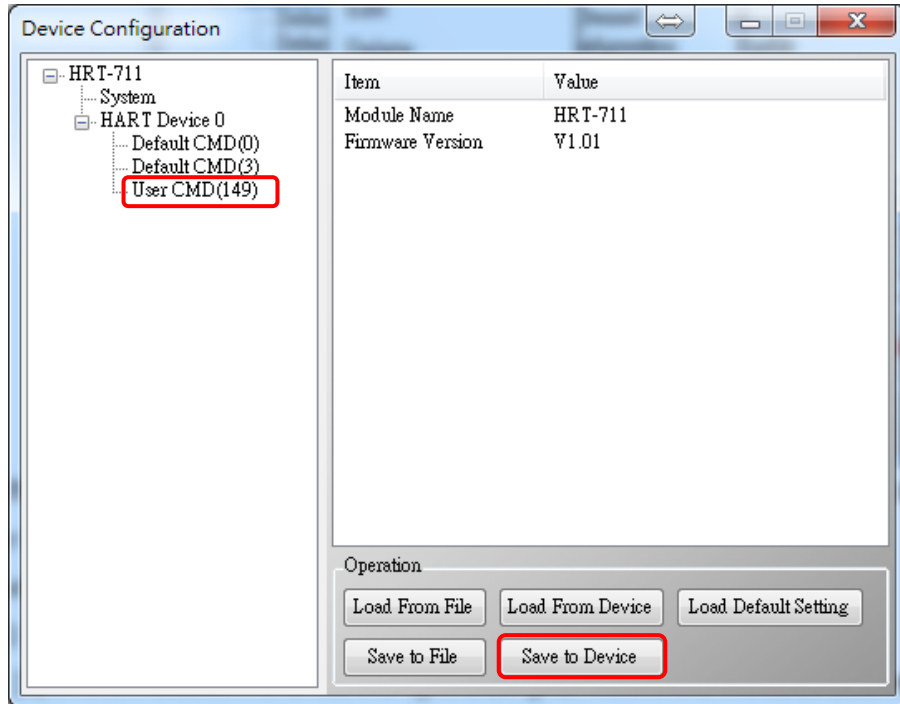 Device Configuration
HRT-711
System
HART Device 0
Default CMD(0)
Default CMD(3)
User CMD(149)
Item Value
Module Name HRT-711
Firmware Version V1.01
Operation
Load From File Load From Device Load Default Setting
Save to File Save to Device